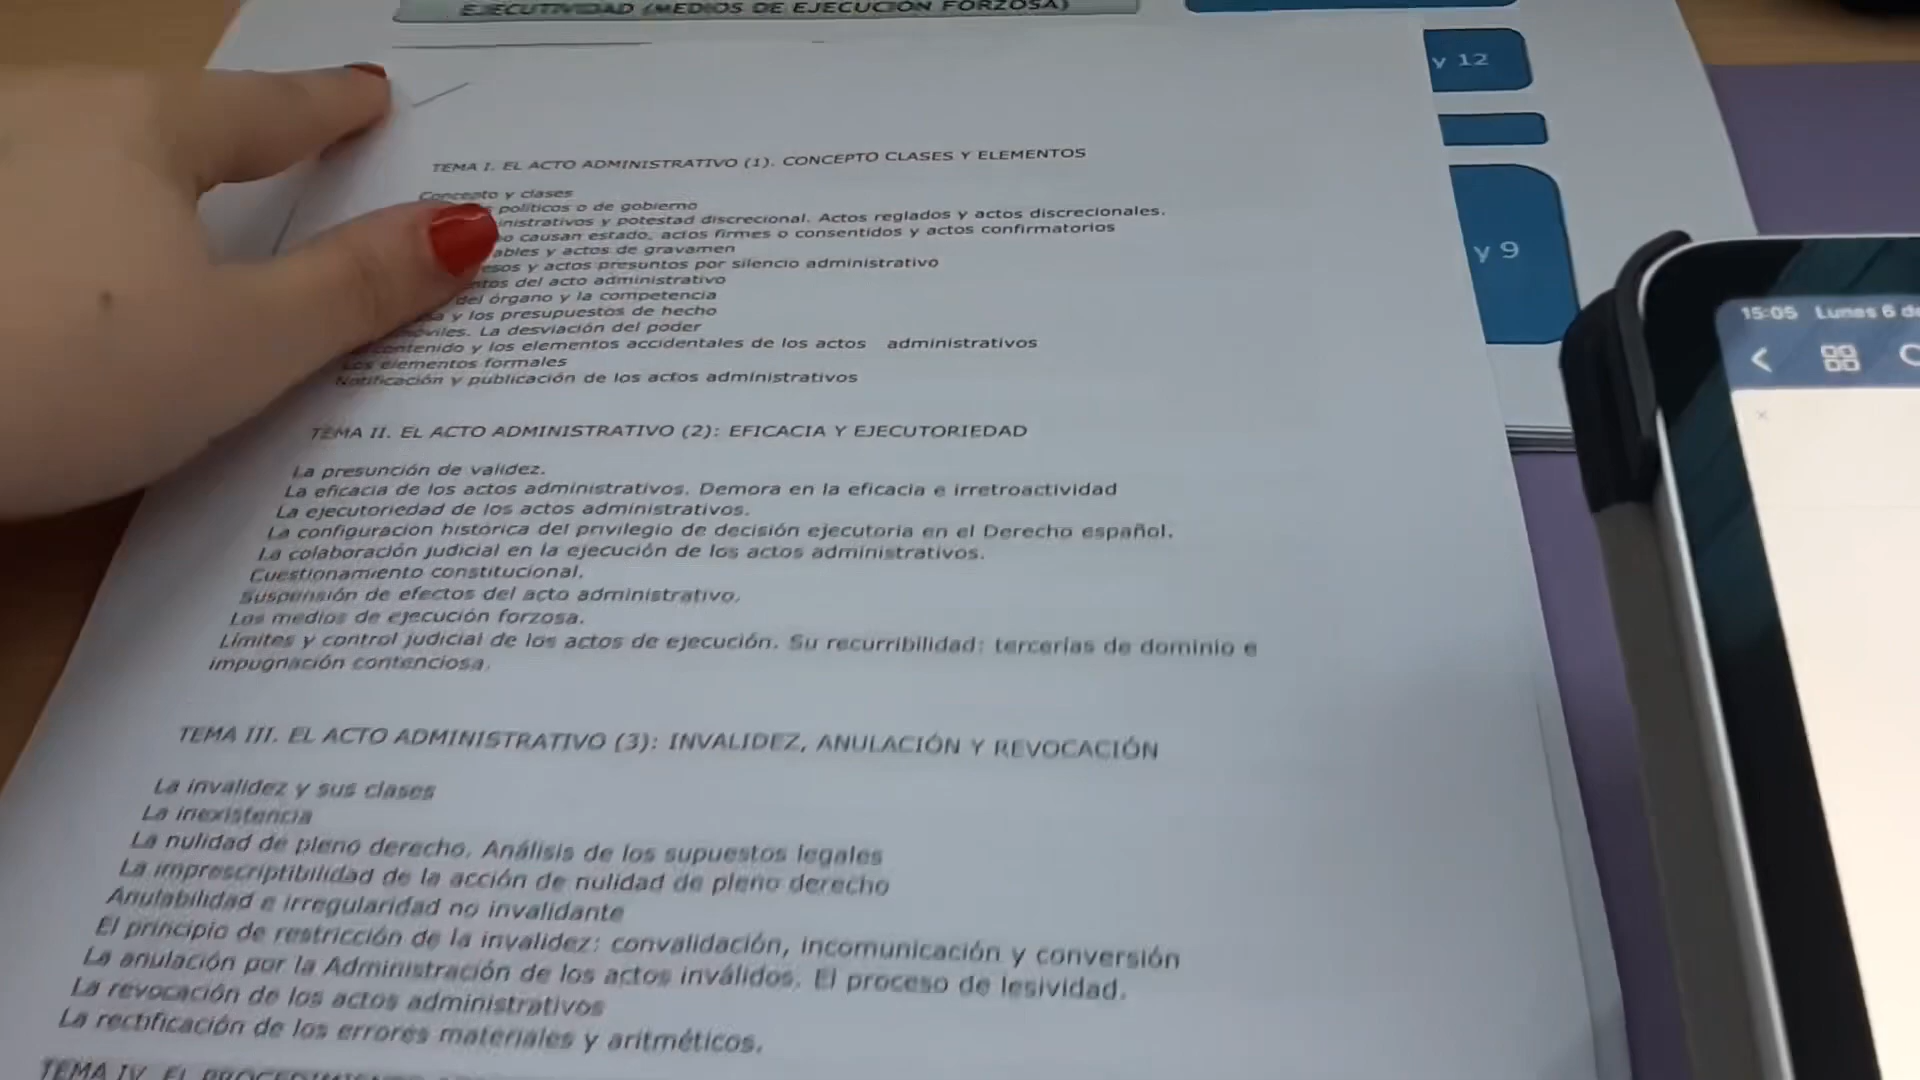 EJECUTIVIDAD (MEDIOS DE EJECUCIÓN FORZOSA)
y 12
TEMA I. EL ACTO ADMINISTRATIVO (1). CONCEPTO CLASES Y ELEMENTOS
Concepto y clases
políticos o de gobierno
y potestad discrecional. Actos reglados y actos discrecionales.
causan estado, actos firmes o consentidos y actos confirmatorios
y actos de gravamen
y actos presuntos por silencio administrativo
del acto administrativo
del órgano y la competencia
y los presupuestos de hecho
La desviación del poder
contenido y los elementos accidentales de los actos administrativos
Los elementos formales
Notificación y publicación de los actos administrativos
y 9
15:05 Lunes 6 de
TEMA II. EL ACTO ADMINISTRATIVO (2): EFICACIA Y EJECUTORIEDAD
La presunción de validez.
La eficacia de los actos administrativos. Demora en la eficacia e irretroactividad
La ejecutoriedad de los actos administrativos.
La configuración histórica del privilegio de decisión ejecutoria en el Derecho español.
La colaboración judicial en la ejecución de los actos administrativos.
Cuestionamiento constitucional.
Suspensión de efectos del acto administrativo.
Los medios de ejecución forzosa.
Límites y control judicial de los actos de ejecución. Su recurribilidad: tercerías de dominio e
impugnación contenciosa.
TEMA III. EL ACTO ADMINISTRATIVO (3): INVALIDEZ, ANULACIÓN Y REVOCACIÓN
La invalidez y sus clases
La inexistencia
La nulidad de pleno derecho. Análisis de los supuestos legales
La imprescriptibilidad de la acción de nulidad de pleno derecho
Anulabilidad e irregularidad no invalidante
El principio de restricción de la invalidez: convalidación, incomunicación y conversión
La anulación por la Administración de los actos inválidos. El proceso de lesividad.
La revocación de los actos administrativos
La rectificación de los errores materiales y aritméticos.
TEMA IV. EL PROCEDIMIENTO